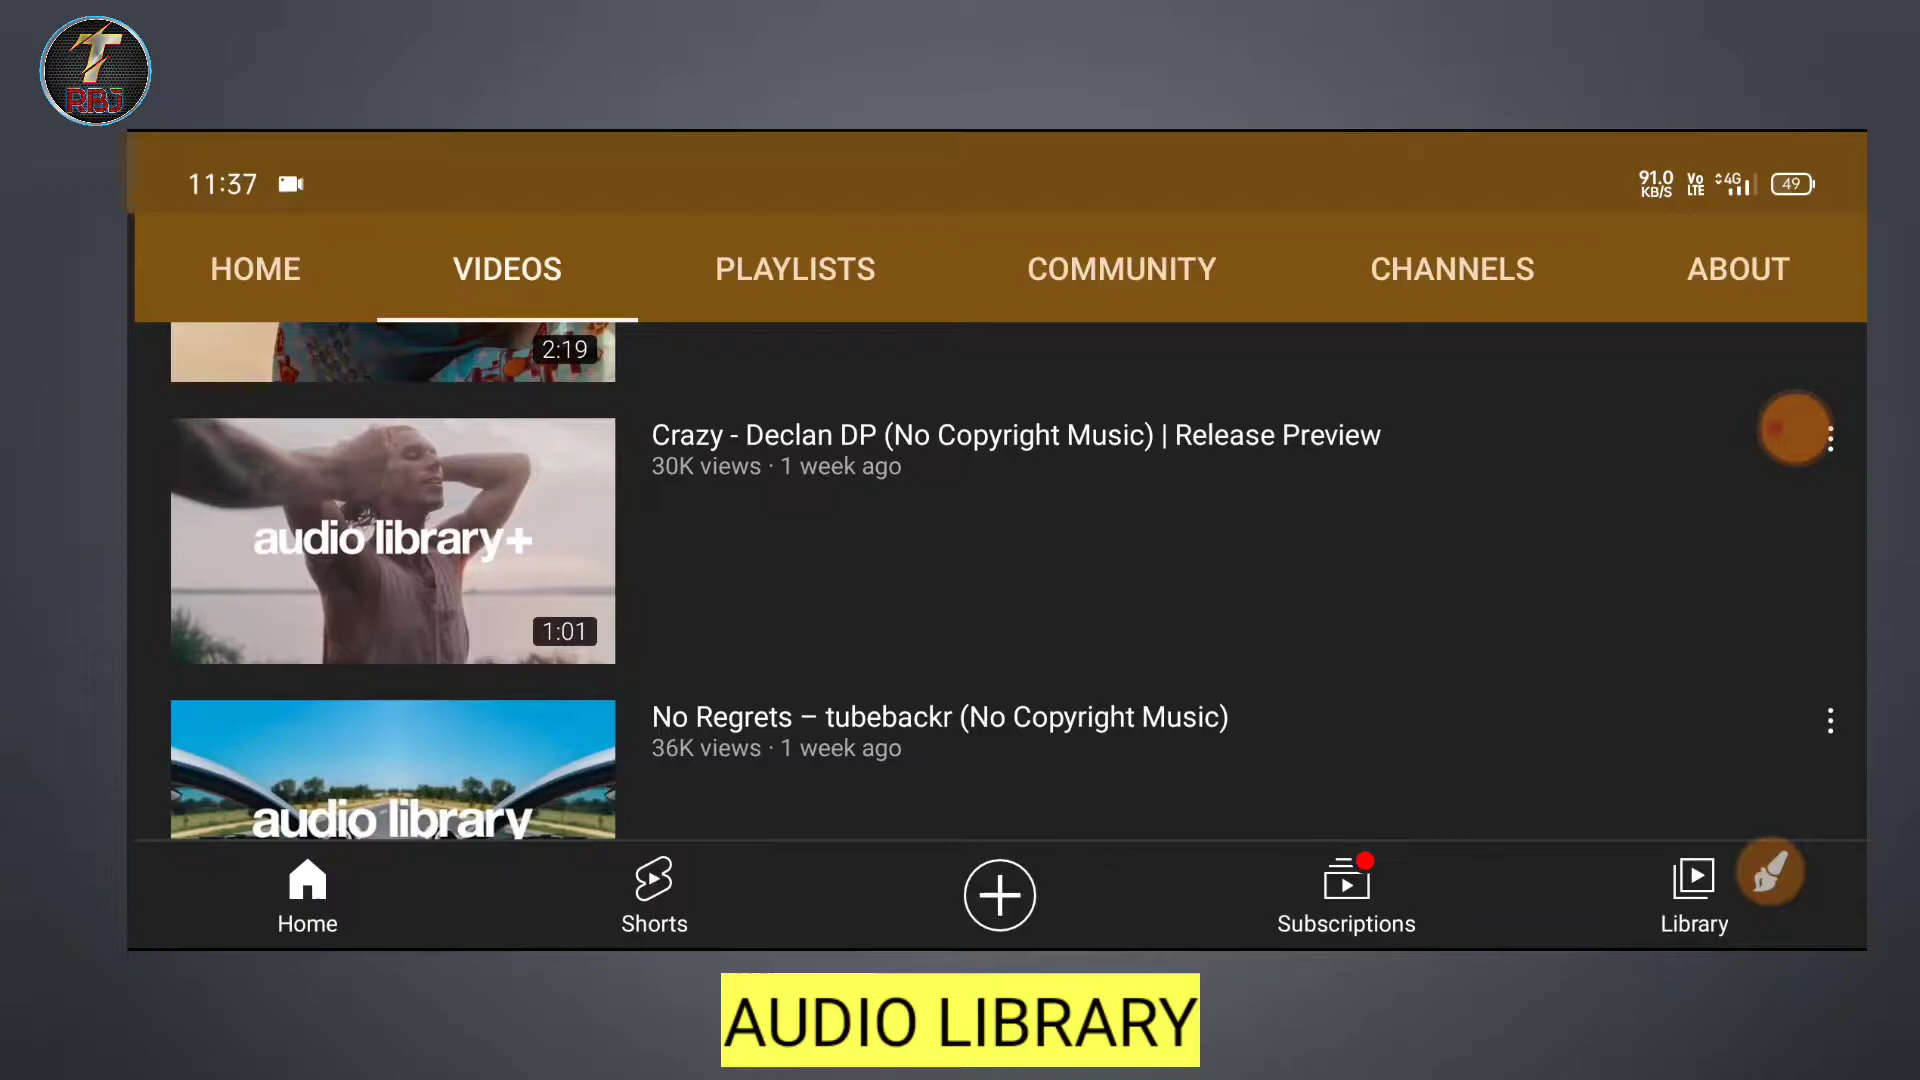 T
RBJ
11:37
91.0
KB/S
Vo
LTE
4G
49
HOME
VIDEOS
PLAYLISTS
COMMUNITY
CHANNELS
ABOUT
2:19
Crazy - Declan DP (No Copyright Music) | Release Preview
30K views · 1 week ago
audio library+
1:01
No Regrets – tubebackr (No Copyright Music)
36K views · 1 week ago
audio library
Home
Shorts
Subscriptions
Library
AUDIO LIBRARY